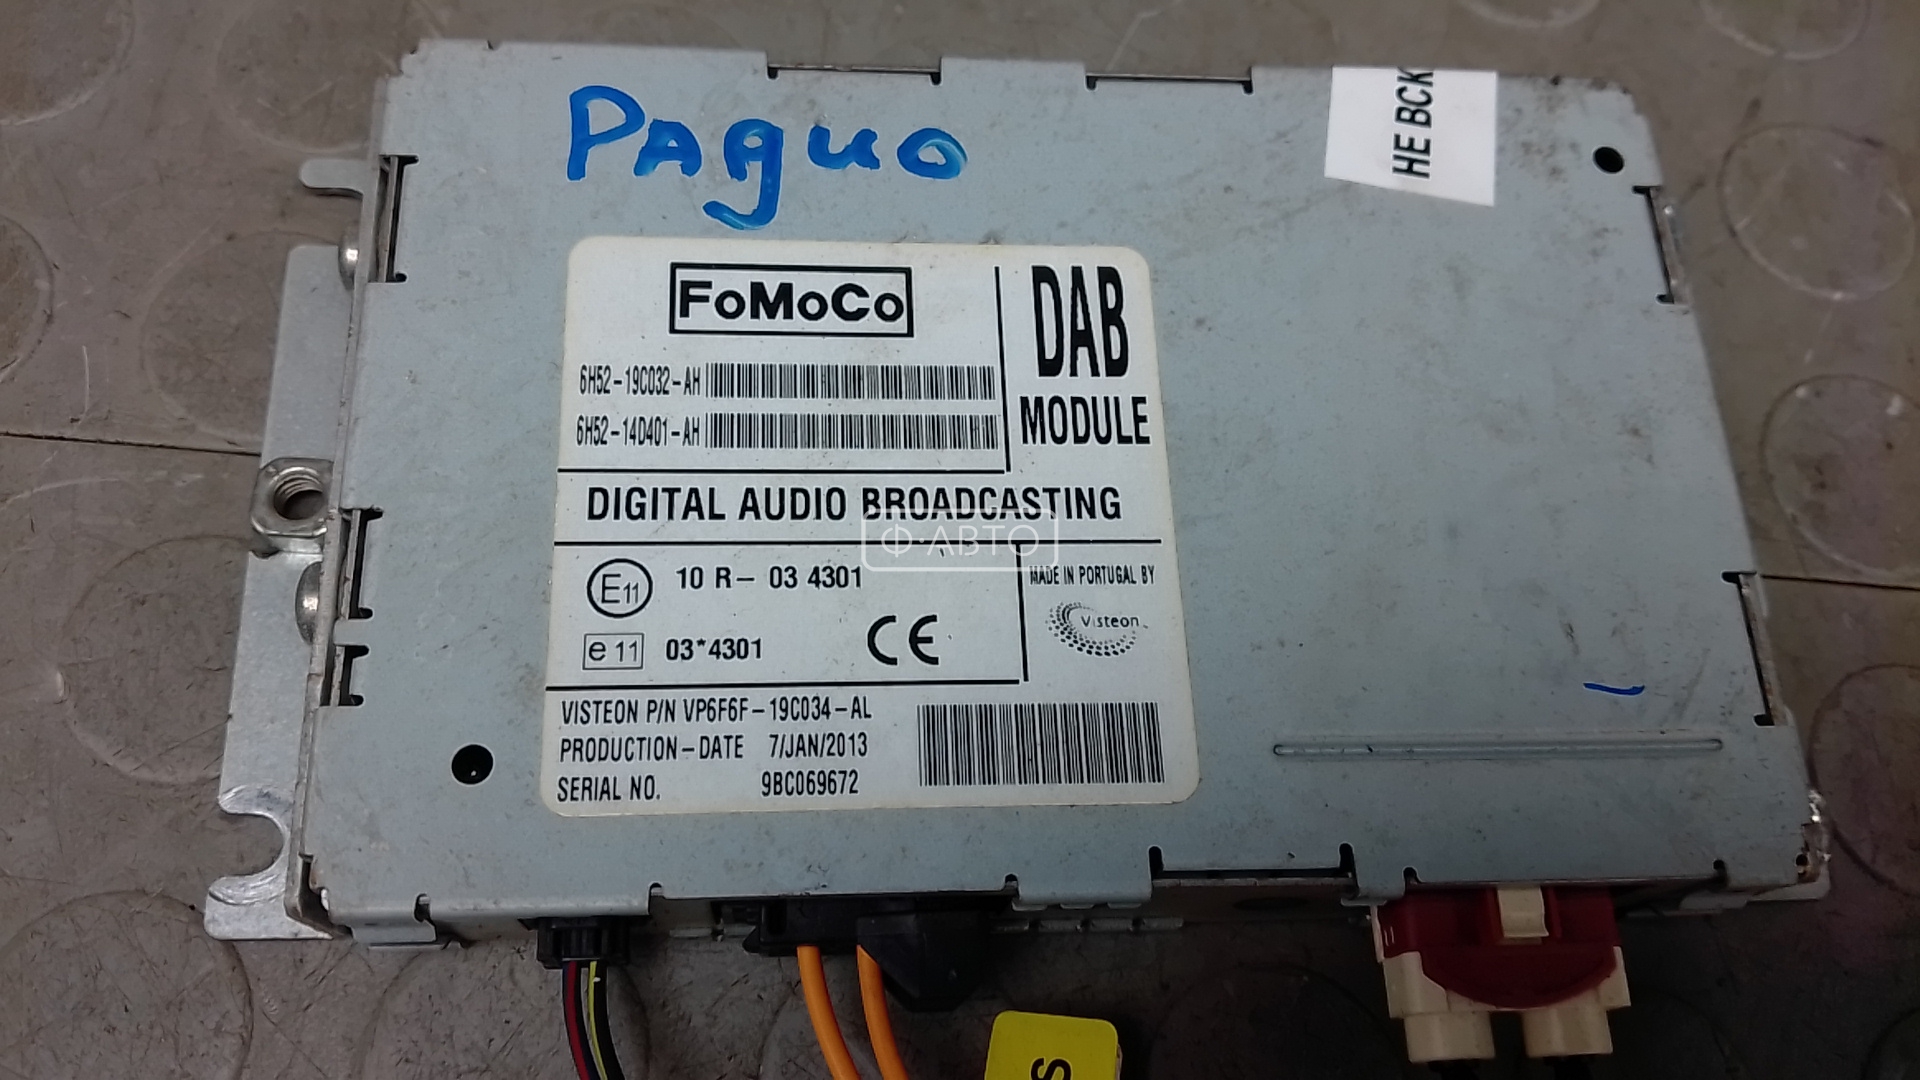 Радио
НЕ ВСК
FoMoCo
DAB
MODULE
6H52-19C032-AH
6H52-14D401-AH
DIGITAL AUDIO BROADCASTING
Ф·АВТО
E11 10 R- 03 4301
e 11 03*4301
CE
MADE IN PORTUGAL BY
Visteon
VISTEON P/N VP6F6F-19C034-AL
PRODUCTION-DATE 7/JAN/2013
SERIAL NO. 9BC069672
S